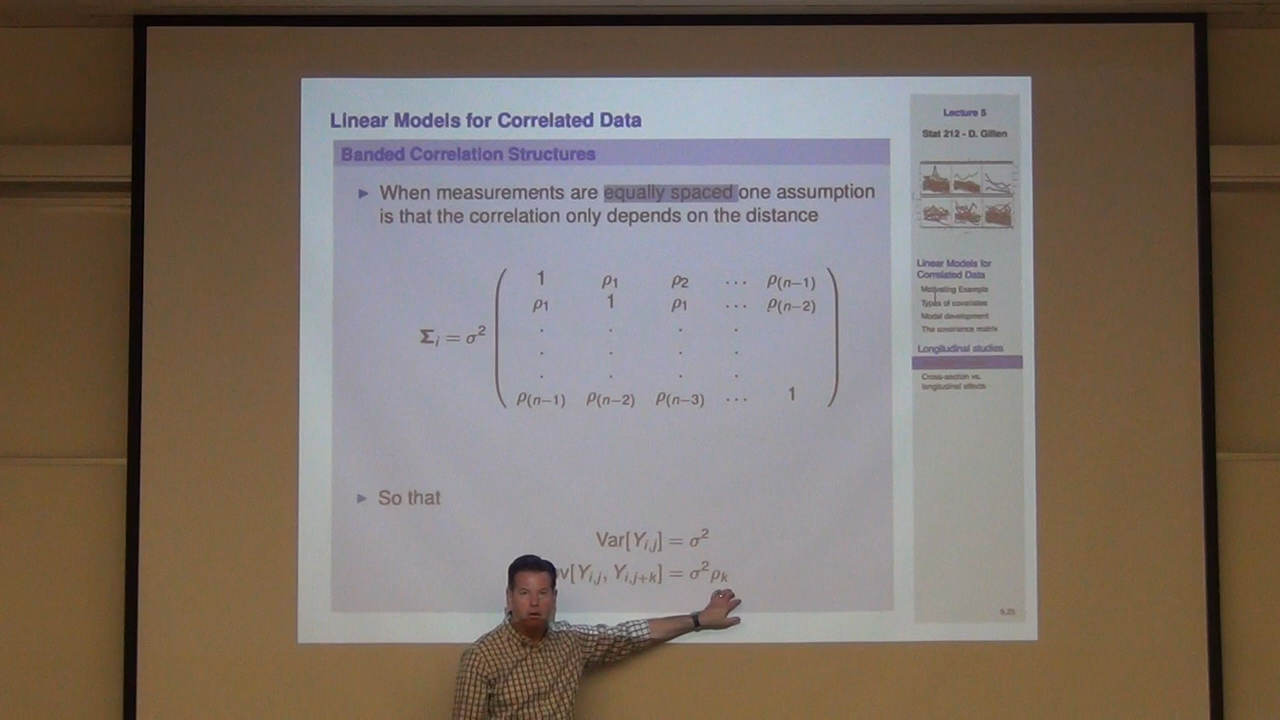 Linear Models for Correlated Data
Banded Correlation Structures
▶ When measurements are equally spaced one assumption
is that the correlation only depends on the distance
1 ρ1 ρ2 ... ρ(n−1)
ρ1 1 ρ1 ... ρ(n−2)
. . . .
Σi = σ2
. . . .
. . . .
ρ(n−1) ρ(n−2) ρ(n−3) ... 1
▶ So that
Var[Yi,j] = σ2
ov[Yi,j, Yi,j+k] = σ2ρk
Lecture 5
Stat 212 - D. Gillen
Linear Models for
Correlated Data
Motivating Example
Types of covariates
Model development
The covariance matrix
Longitudinal studies
Cross-section vs.
longitudinal effects
5.25